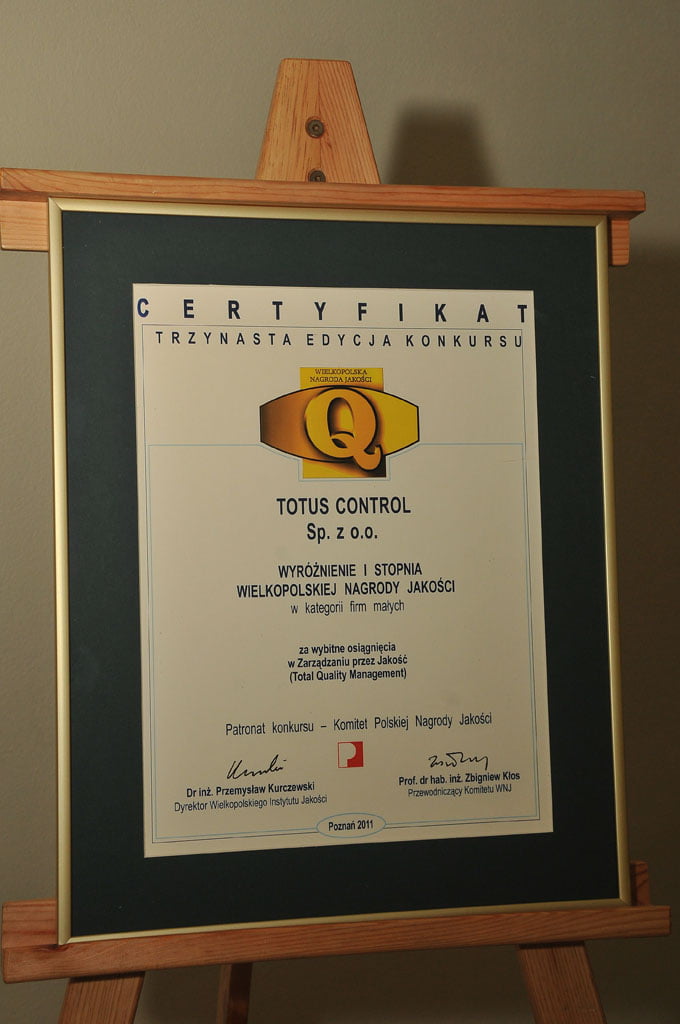 CERTYFIKAT
TRZYNASTA EDYCJA KONKURSU
WIELKOPOLSKA
NAGRODA JAKOŚCI
Q
TOTUS CONTROL
Sp. z o.o.
WYRÓŻNIENIE I STOPNIA
WIELKOPOLSKIEJ NAGRODY JAKOŚCI
w kategorii firm małych
za wybitne osiągnięcia
w Zarządzaniu przez Jakość
(Total Quality Management)
Patronat konkursu – Komitet Polskiej Nagrody Jakości
P
Dr inż. Przemysław Kurczewski
Dyrektor Wielkopolskiego Instytutu Jakości
Prof. dr hab. inż. Zbigniew Kłos
Przewodniczący Komitetu WNJ
Poznań 2011